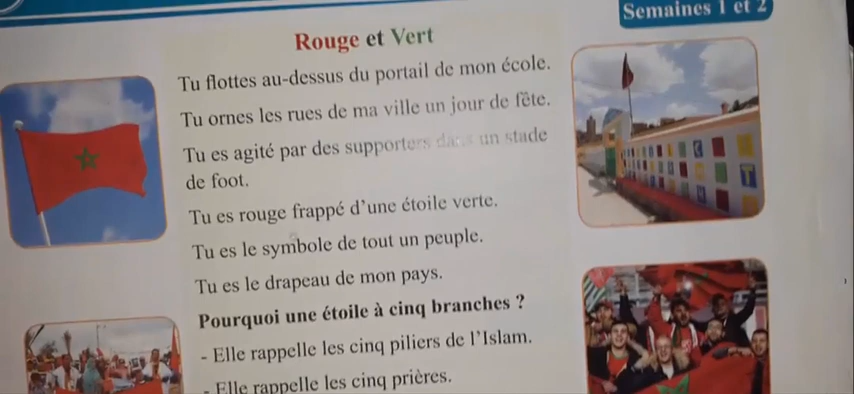 Semaines 1 et 2
Rouge et Vert
Tu flottes au-dessus du portail de mon école.
Tu ornes les rues de ma ville un jour de fête.
Tu es agité par des supporters dans un stade
de foot.
Tu es rouge frappé d'une étoile verte.
Tu es le symbole de tout un peuple.
Tu es le drapeau de mon pays.
Pourquoi une étoile à cinq branches ?
- Elle rappelle les cinq piliers de l'Islam.
- Elle rappelle les cinq prières.